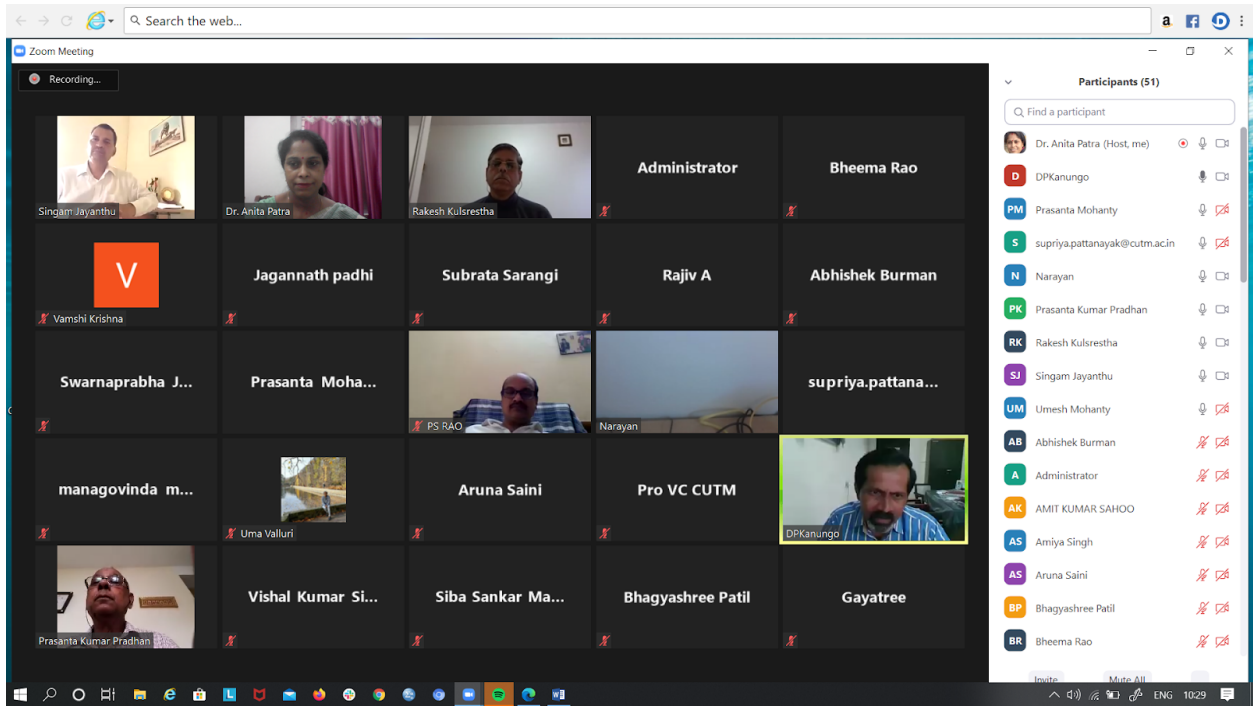 Search the web...
a
f
D
Zoom Meeting
Recording...
Singam Jayanthu
Dr. Anita Patra
Rakesh Kulsrestha
Administrator
Bheema Rao
V
Vamshi Krishna
Jagannath padhi
Subrata Sarangi
Rajiv A
Abhishek Burman
Swarnaprabha J...
Prasanta Moha...
PS RAO
Narayan
supriya.pattana...
managovinda m...
Uma Valluri
Aruna Saini
Pro VC CUTM
DPKanungo
Prasanta Kumar Pradhan
Vishal Kumar Si...
Siba Sankar Ma...
Bhagyashree Patil
Gayatree
Participants (51)
Find a participant
Dr. Anita Patra (Host, me)
D DPKanungo
PM Prasanta Mohanty
S supriya.pattanayak@cutm.ac.in
N Narayan
PK Prasanta Kumar Pradhan
RK Rakesh Kulsrestha
SJ Singam Jayanthu
UM Umesh Mohanty
AB Abhishek Burman
A Administrator
AK AMIT KUMAR SAHOO
AS Amiya Singh
AS Aruna Saini
BP Bhagyashree Patil
BR Bheema Rao
Invite Mute All
L
ENG 10:29